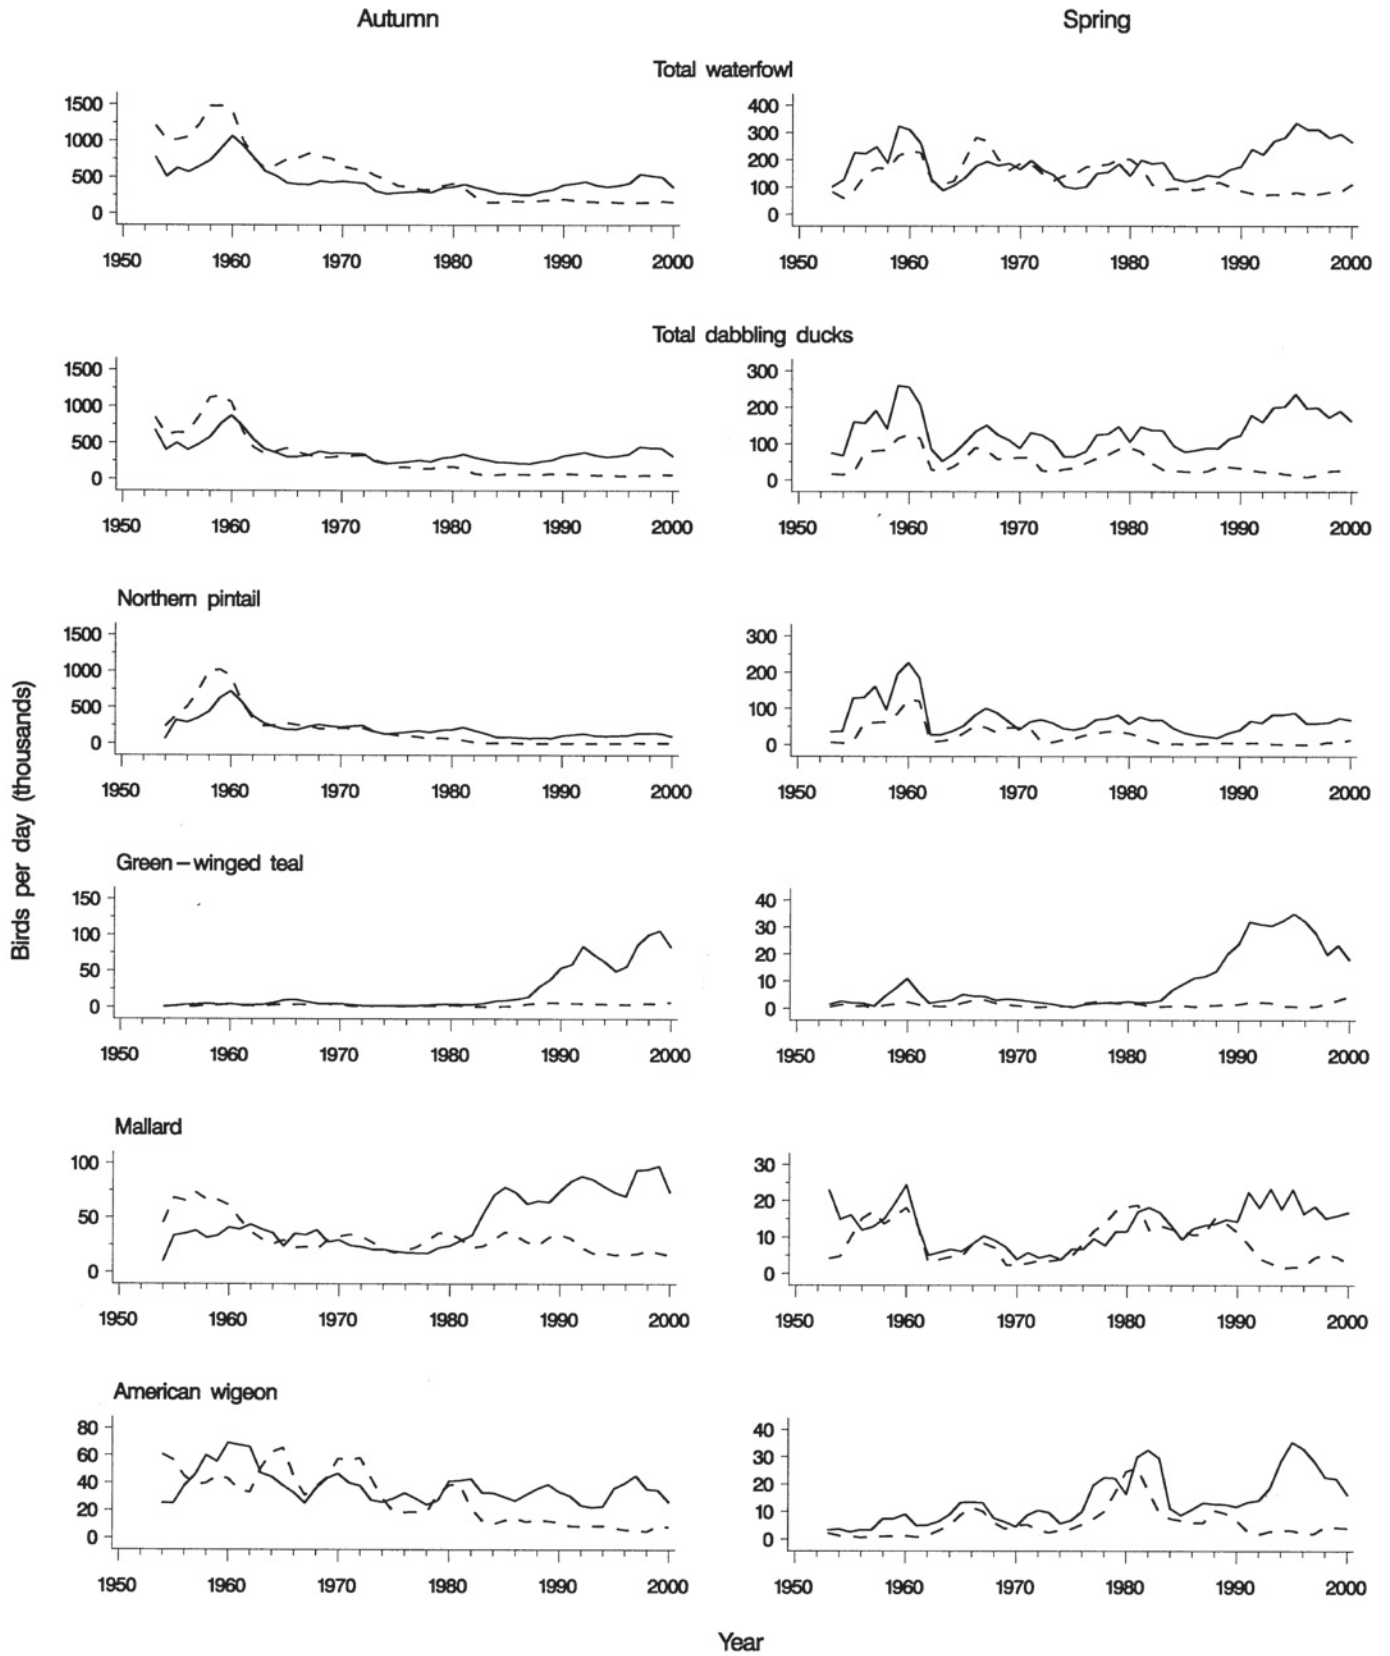 Autumn Spring
Total waterfowl
1500 400
1000 300
500 200
0 100
0
1950 1960 1970 1980 1990 2000 1950 1960 1970 1980 1990 2000
Total dabbling ducks
1500 300
1000 200
500 100
0 0
1950 1960 1970 1980 1990 2000 1950 1960 1970 1980 1990 2000
Northern pintail
1500 300
1000 200
500 100
0 0
1950 1960 1970 1980 1990 2000 1950 1960 1970 1980 1990 2000
Birds per day (thousands)
Green-winged teal
150 40
100 30
50 20
0 10
0
1950 1960 1970 1980 1990 2000 1950 1960 1970 1980 1990 2000
Mallard
100 30
50 20
0 10
0
1950 1960 1970 1980 1990 2000 1950 1960 1970 1980 1990 2000
American wigeon
80 40
60 30
40 20
20 10
0 0
1950 1960 1970 1980 1990 2000 1950 1960 1970 1980 1990 2000
Year